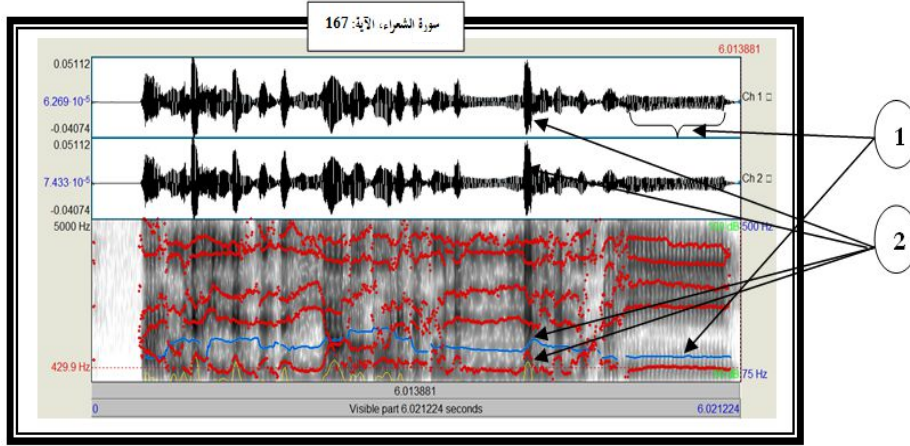 سورة الشعراء، الآية: 167
6.013881
0.05112
6.269·10-5
-0.04074
Ch 1
1
0.05112
7.433·10-5
-0.04074
Ch 2
2
5000 Hz
500 Hz
429.9 Hz
75 Hz
6.013881
0
Visible part 6.021224 seconds
6.021224